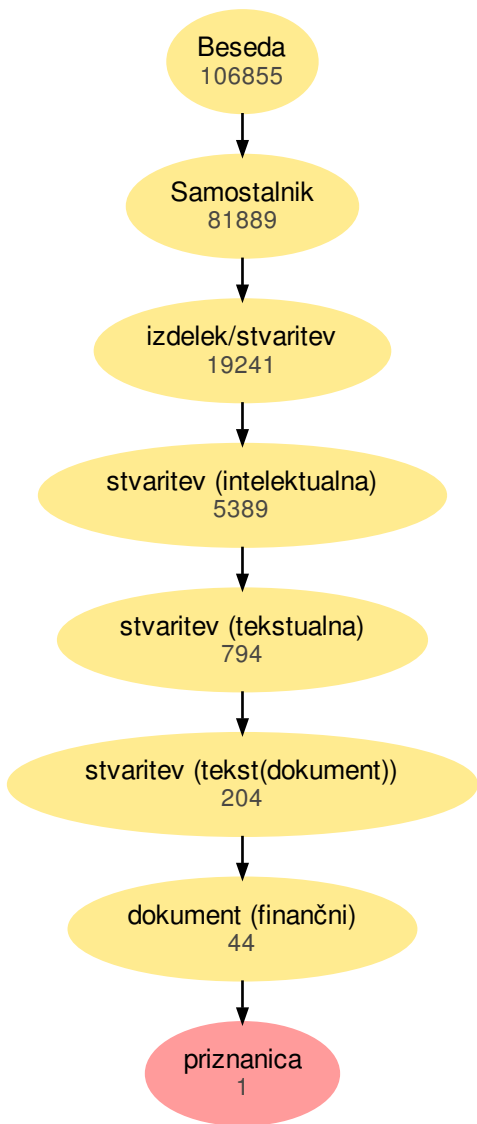 Beseda
106855
Samostalnik
81889
izdelek/stvaritev
19241
stvaritev (intelektualna)
5389
stvaritev (tekstualna)
794
stvaritev (tekst(dokument))
204
dokument (finančni)
44
priznanica
1